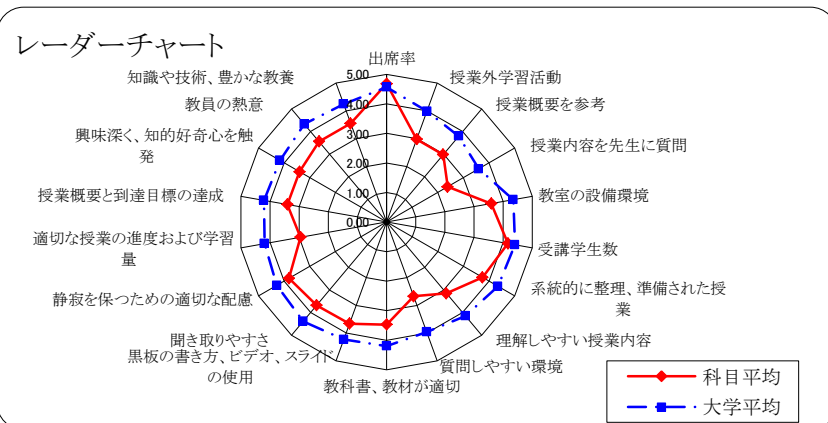 レーダーチャート
出席率
授業外学習活動
授業概要を参考
授業内容を先生に質問
教室の設備環境
受講学生数
系統的に整理、準備された授
業
理解しやすい授業内容
質問しやすい環境
教科書、教材が適切
黒板の書き方、ビデオ、スライド
の使用
聞き取りやすさ
静寂を保つための適切な配慮
適切な授業の進度および学習
量
授業概要と到達目標の達成
興味深く、知的好奇心を触
発
教員の熱意
知識や技術、豊かな教養
5.00
4.00
3.00
2.00
1.00
0.00
科目平均
大学平均